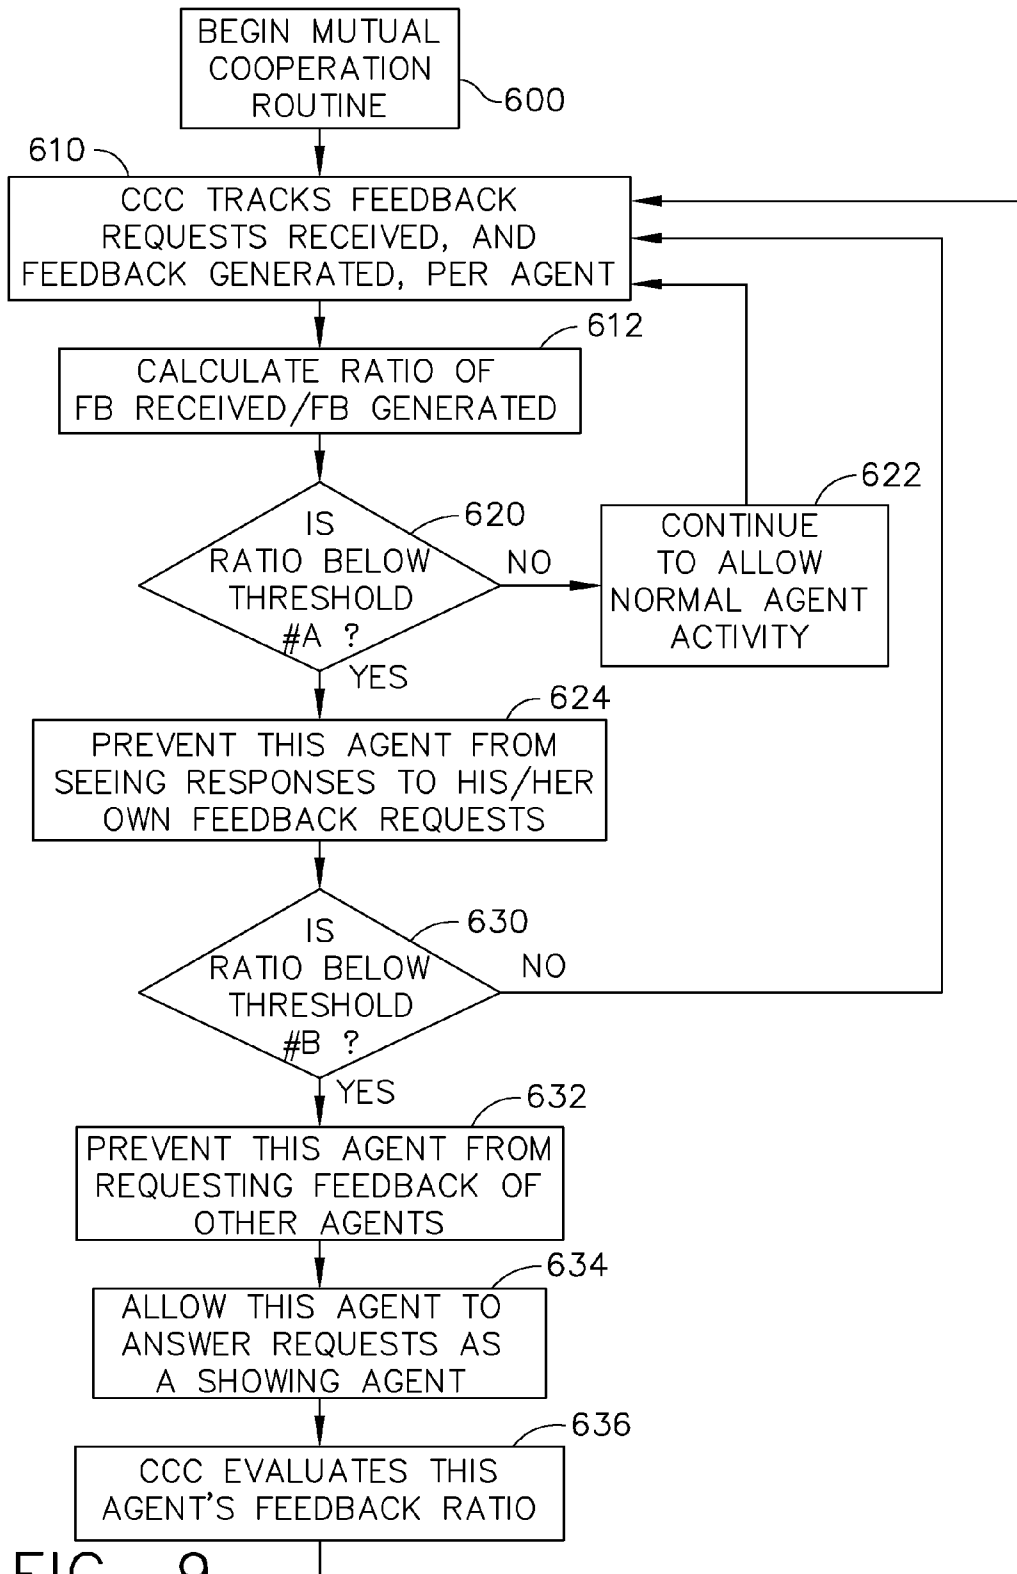 BEGIN MUTUAL
COOPERATION
ROUTINE
600
610
CCC TRACKS FEEDBACK
REQUESTS RECEIVED, AND
FEEDBACK GENERATED, PER AGENT
612
CALCULATE RATIO OF
FB RECEIVED/FB GENERATED
620
IS
RATIO BELOW
THRESHOLD
#A ?
NO
622
CONTINUE
TO ALLOW
NORMAL AGENT
ACTIVITY
YES
624
PREVENT THIS AGENT FROM
SEEING RESPONSES TO HIS/HER
OWN FEEDBACK REQUESTS
630
IS
RATIO BELOW
THRESHOLD
#B ?
NO
YES
632
PREVENT THIS AGENT FROM
REQUESTING FEEDBACK OF
OTHER AGENTS
634
ALLOW THIS AGENT TO
ANSWER REQUESTS AS
A SHOWING AGENT
636
CCC EVALUATES THIS
AGENT'S FEEDBACK RATIO
FIG. 9